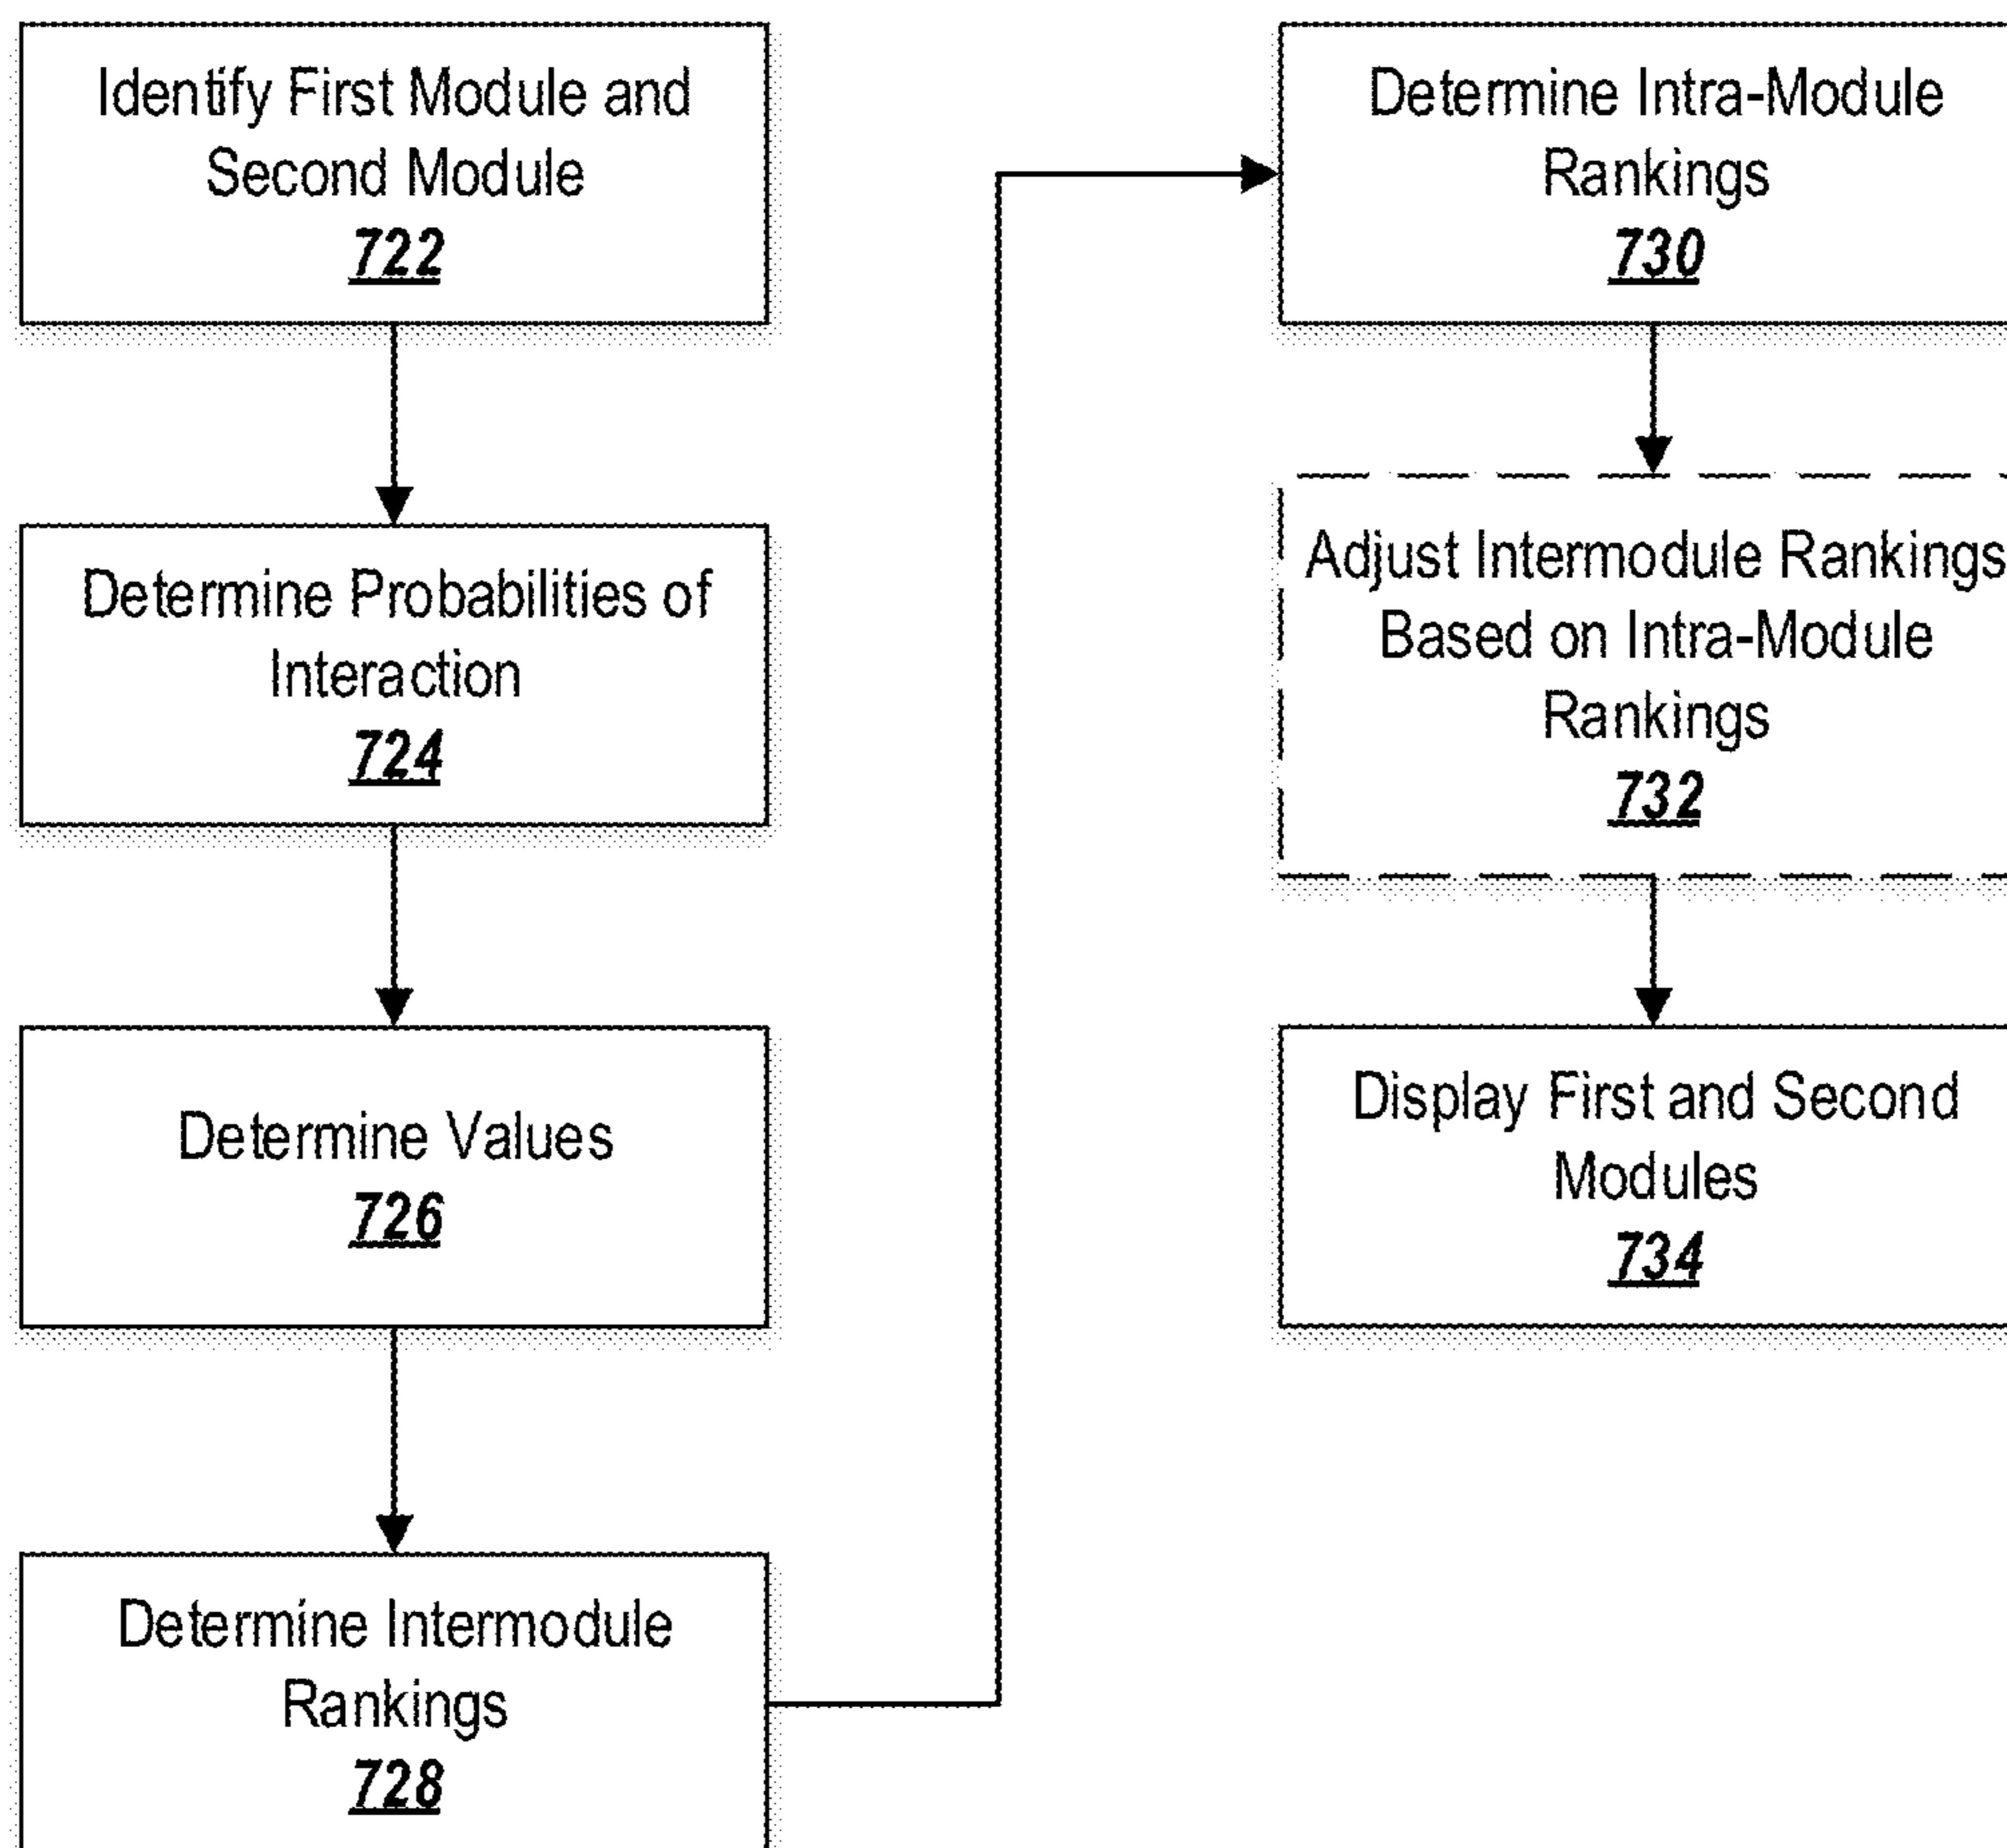 Identify First Module and
Second Module
722
Determine Probabilities of
Interaction
724
Determine Values
726
Determine Intermodule
Rankings
728
Determine Intra-Module
Rankings
730
Adjust Intermodule Rankings
Based on Intra-Module
Rankings
732
Display First and Second
Modules
734